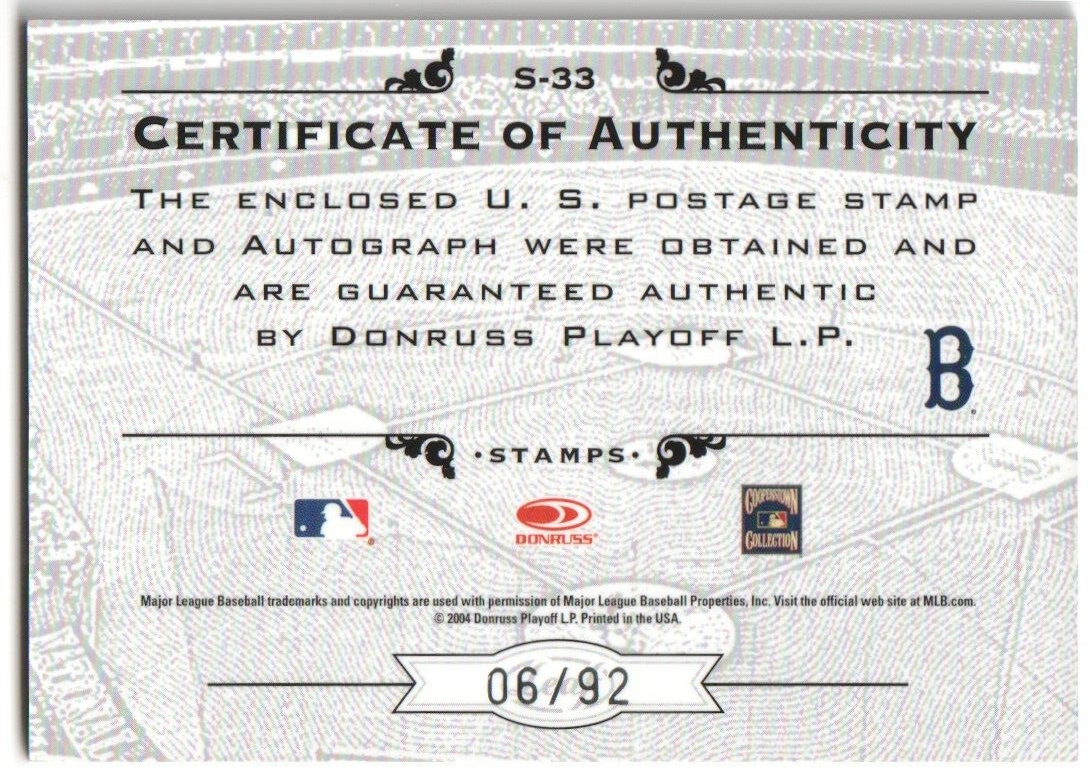 S-33
CERTIFICATE OF AUTHENTICITY
THE ENCLOSED U. S. POSTAGE STAMP
AND AUTOGRAPH WERE OBTAINED AND
ARE GUARANTEED AUTHENTIC
BY DONRUSS PLAYOFF L.P.
B
•STAMPS•
DONRUSS®
COOPERSTOWN
COLLECTION
Major League Baseball trademarks and copyrights are used with permission of Major League Baseball Properties, Inc. Visit the official web site at MLB.com.
© 2004 Donruss Playoff L.P. Printed in the USA.
06/92